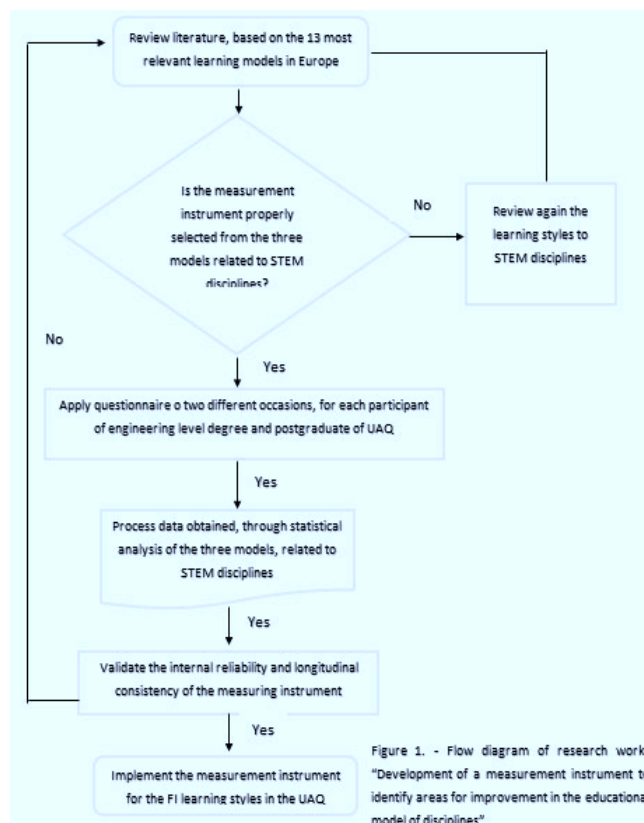 Review literature, based on the 13 most
relevant learning models in Europe
Is the measurement
instrument properly
selected from the three
models related to STEM
disciplines?
No
Review again the
learning styles to
STEM disciplines
No
Yes
Apply questionnaire o two different occasions, for each participant
of engineering level degree and postgraduate of UAQ
Yes
Process data obtained, through statistical
analysis of the three models, related to
STEM disciplines
Yes
Validate the internal reliability and longitudinal
consistency of the measuring instrument
Yes
Implement the measurement instrument
for the FI learning styles in the UAQ
Figure 1. - Flow diagram of research work
"Development of a measurement instrument to
identify areas for improvement in the educational
model of disciplines"